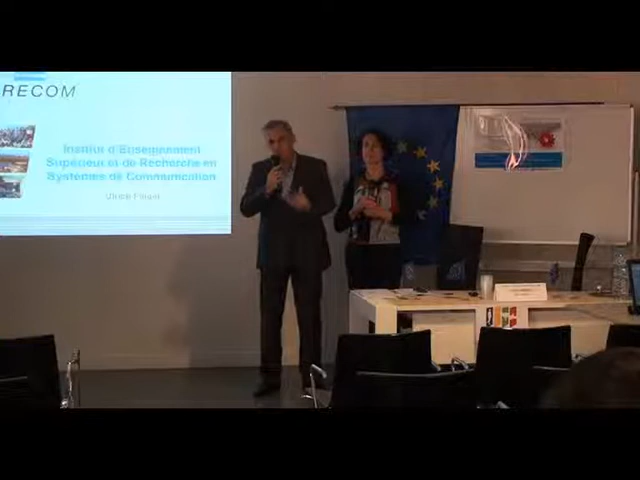 RECOM
Institut d'Enseignement
Supérieur et de Recherche en
Systèmes de Communication